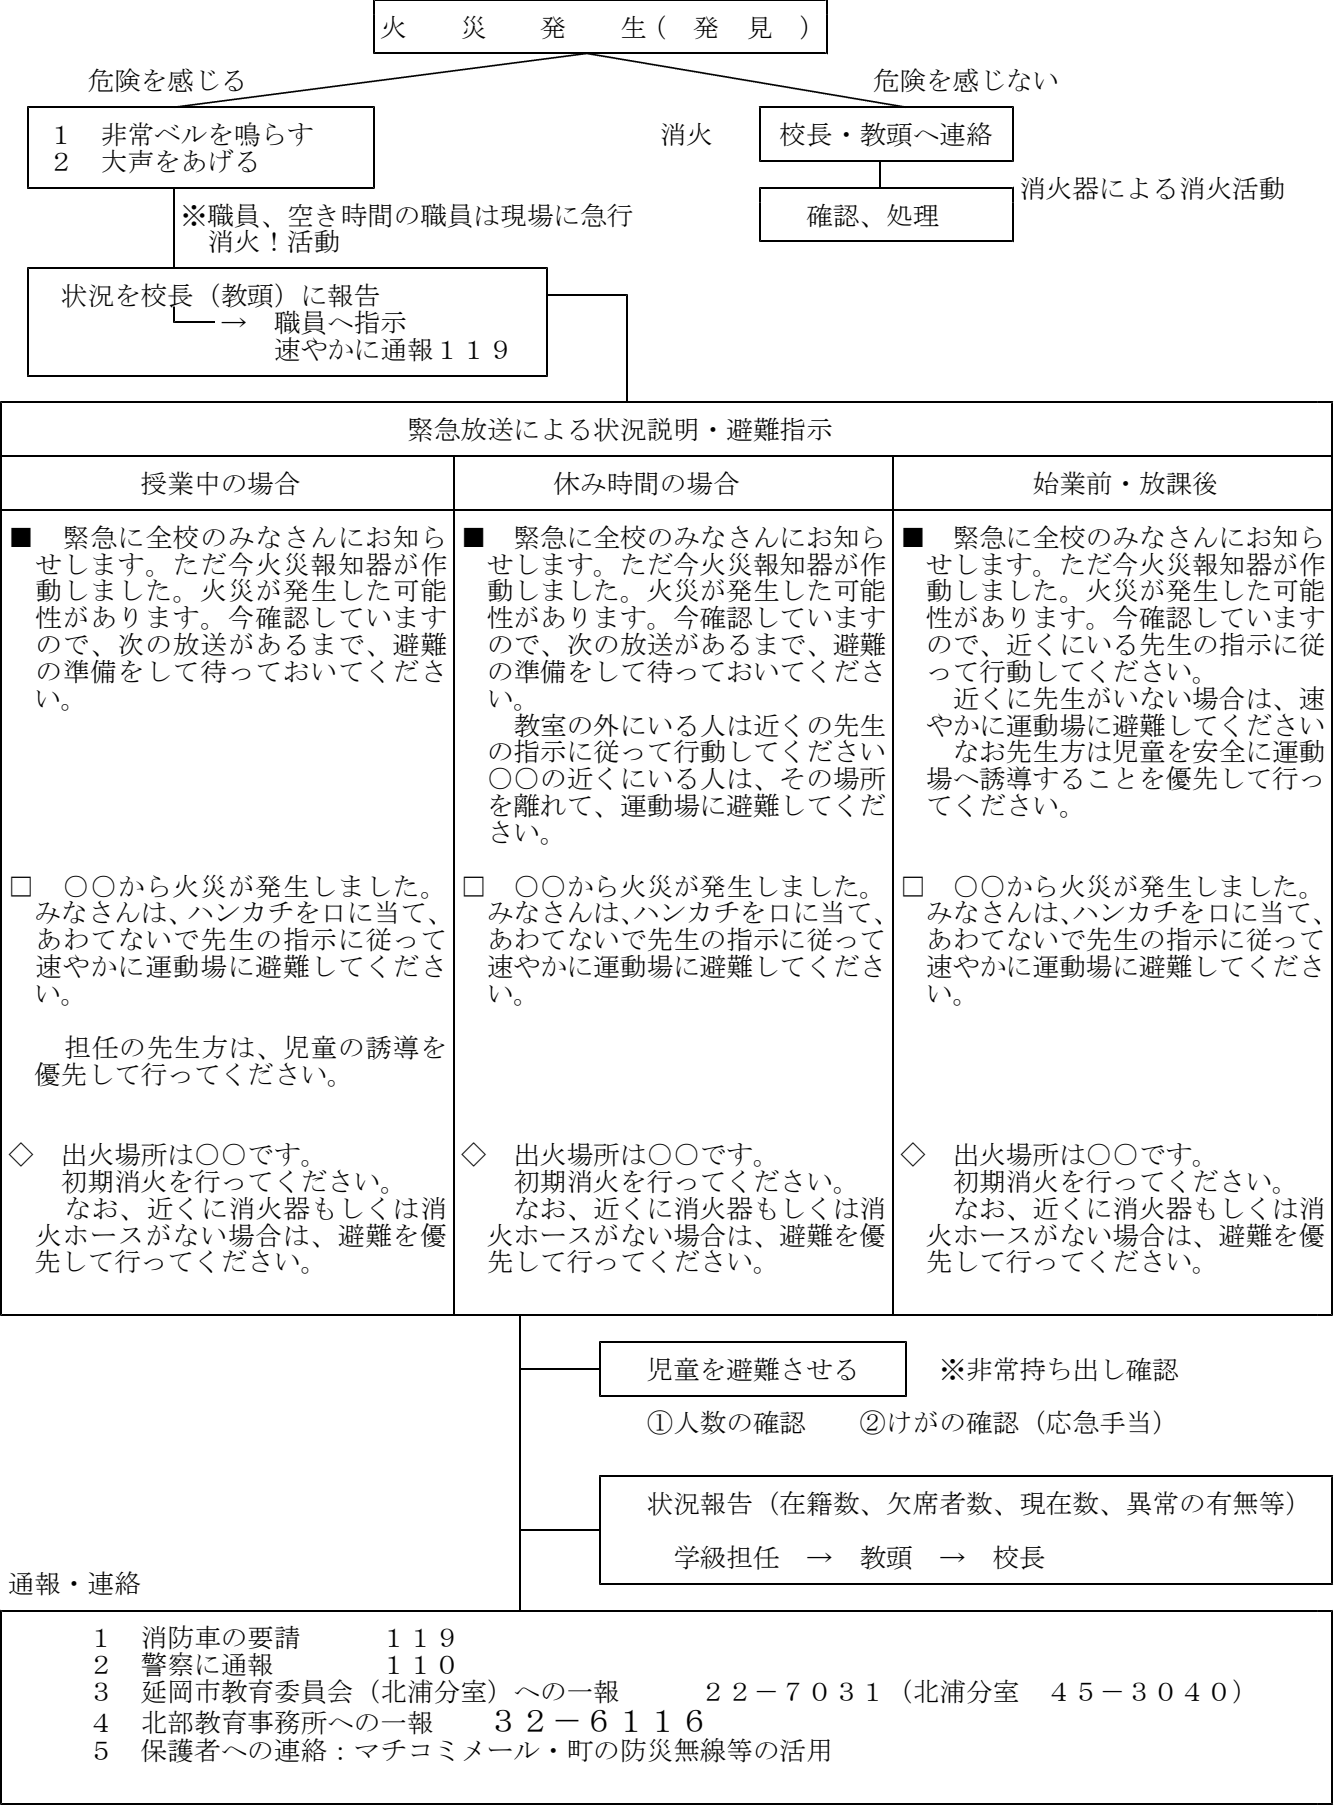 火　災　発　生（　発　見　）
危険を感じる
危険を感じない
１　非常ベルを鳴らす
２　大声をあげる
消火
校長・教頭へ連絡
消火器による消火活動
確認、処理
※職員、空き時間の職員は現場に急行
消火！活動
状況を校長（教頭）に報告
→　職員へ指示
速やかに通報１１９
緊急放送による状況説明・避難指示
授業中の場合
■　緊急に全校のみなさんにお知ら
せします。ただ今火災報知器が作
動しました。火災が発生した可能
性があります。今確認しています
ので、次の放送があるまで、避難
の準備をして待っておいてくださ
い。
□　○○から火災が発生しました。
みなさんは、ハンカチを口に当て、
あわてないで先生の指示に従って
速やかに運動場に避難してくださ
い。
担任の先生方は、児童の誘導を
優先して行ってください。
◇　出火場所は○○です。
初期消火を行ってください。
なお、近くに消火器もしくは消
火ホースがない場合は、避難を優
先して行ってください。
休み時間の場合
■　緊急に全校のみなさんにお知ら
せします。ただ今火災報知器が作
動しました。火災が発生した可能
性があります。今確認しています
ので、次の放送があるまで、避難
の準備をして待っておいてくださ
い。
教室の外にいる人は近くの先生
の指示に従って行動してください
○○の近くにいる人は、その場所
を離れて、運動場に避難してくだ
さい。
□　○○から火災が発生しました。
みなさんは、ハンカチを口に当て、
あわてないで先生の指示に従って
速やかに運動場に避難してくださ
い。
◇　出火場所は○○です。
初期消火を行ってください。
なお、近くに消火器もしくは消
火ホースがない場合は、避難を優
先して行ってください。
始業前・放課後
■　緊急に全校のみなさんにお知ら
せします。ただ今火災報知器が作
動しました。火災が発生した可能
性があります。今確認しています
ので、近くにいる先生の指示に従
って行動してください。
近くに先生がいない場合は、速
やかに運動場に避難してください
なお先生方は児童を安全に運動
場へ誘導することを優先して行っ
てください。
□　○○から火災が発生しました。
みなさんは、ハンカチを口に当て、
あわてないで先生の指示に従って
速やかに運動場に避難してくださ
い。
◇　出火場所は○○です。
初期消火を行ってください。
なお、近くに消火器もしくは消
火ホースがない場合は、避難を優
先して行ってください。
児童を避難させる　※非常持ち出し確認
①人数の確認　②けがの確認（応急手当）
状況報告（在籍数、欠席者数、現在数、異常の有無等）
学級担任　→　教頭　→　校長
通報・連絡
１　消防車の要請　１１９
２　警察に通報　１１０
３　延岡市教育委員会（北浦分室）への一報　２２－７０３１（北浦分室　４５－３０４０）
４　北部教育事務所への一報　３２－６１１６
５　保護者への連絡：マチコミメール・町の防災無線等の活用